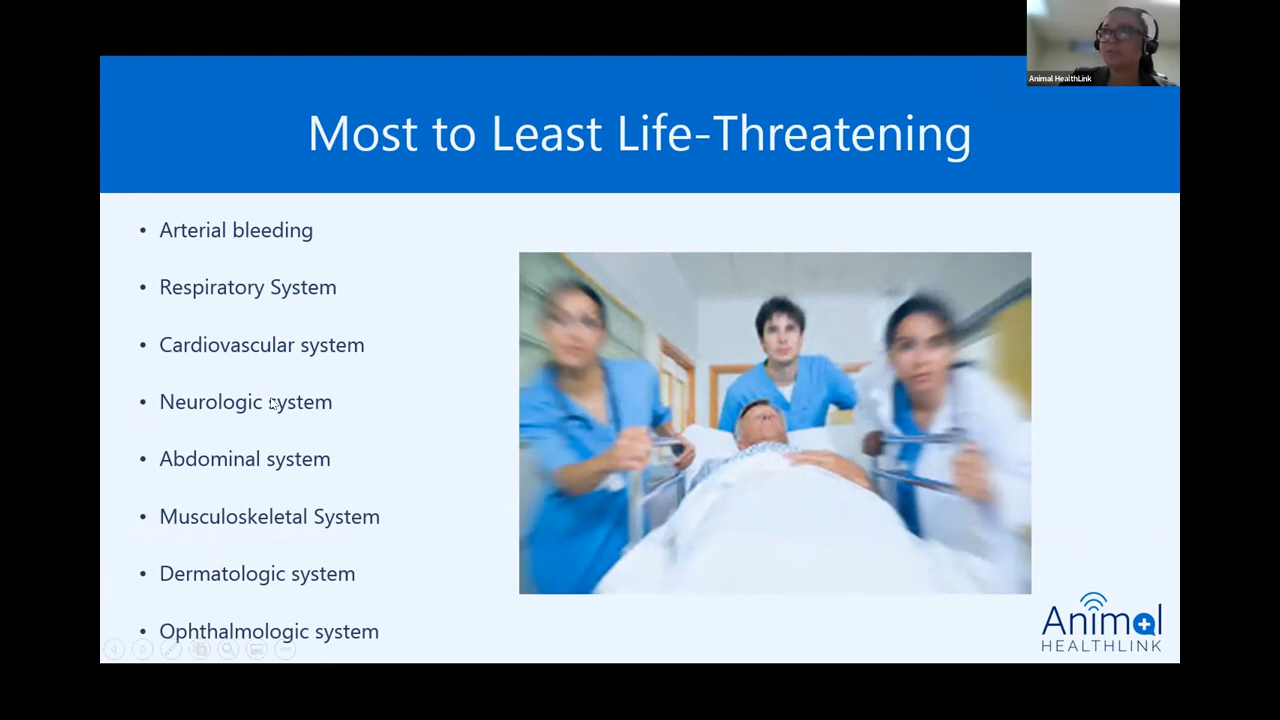 Animal HealthLink
Most to Least Life-Threatening
• Arterial bleeding
• Respiratory System
• Cardiovascular system
• Neurologic system
• Abdominal system
• Musculoskeletal System
• Dermatologic system
• Ophthalmologic system
Animal
HEALTHLINK